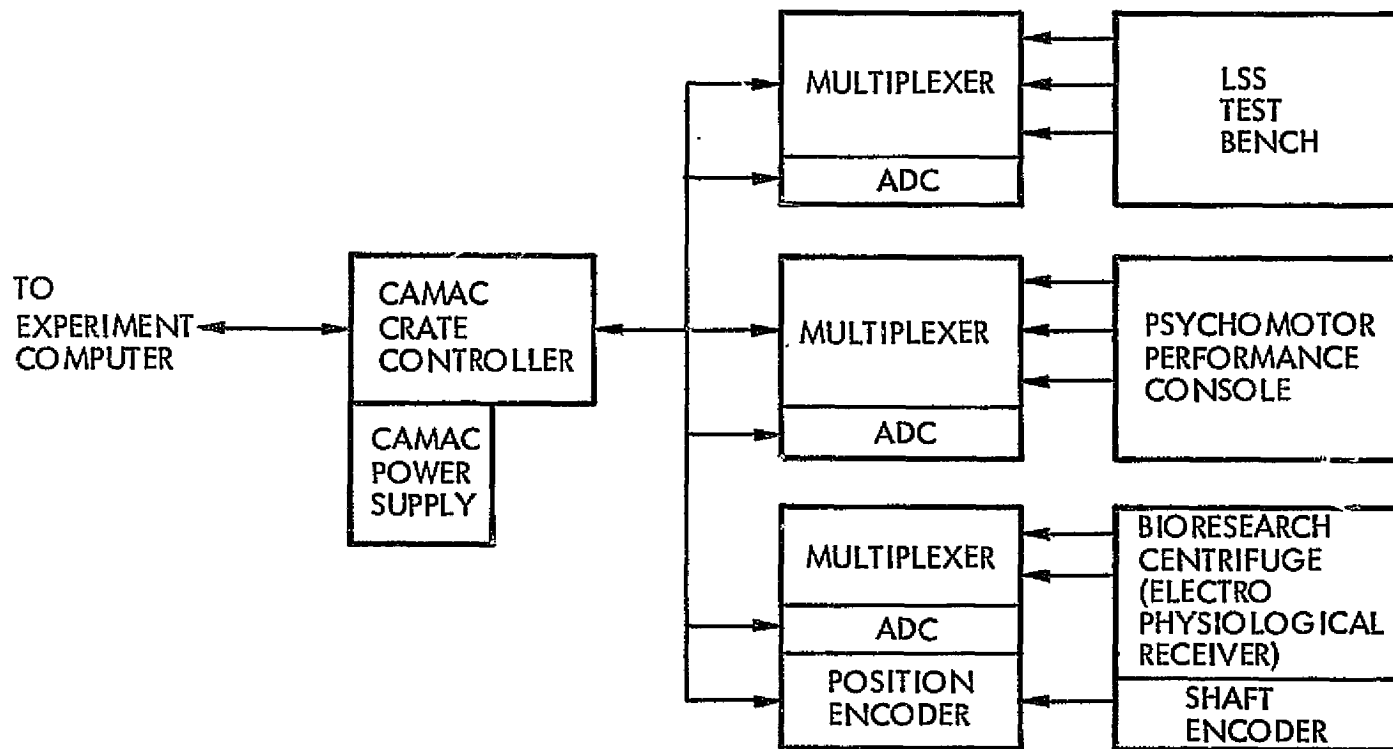 TO
EXPERIMENT
COMPUTER
CAMAC
CRATE
CONTROLLER
CAMAC
POWER
SUPPLY
MULTIPLEXER
ADC
LSS
TEST
BENCH
MULTIPLEXER
ADC
PSYCHOMOTOR
PERFORMANCE
CONSOLE
MULTIPLEXER
ADC
POSITION
ENCODER
BIORESEARCH
CENTRIFUGE
(ELECTRO
PHYSIOLOGICAL
RECEIVER)
SHAFT
ENCODER